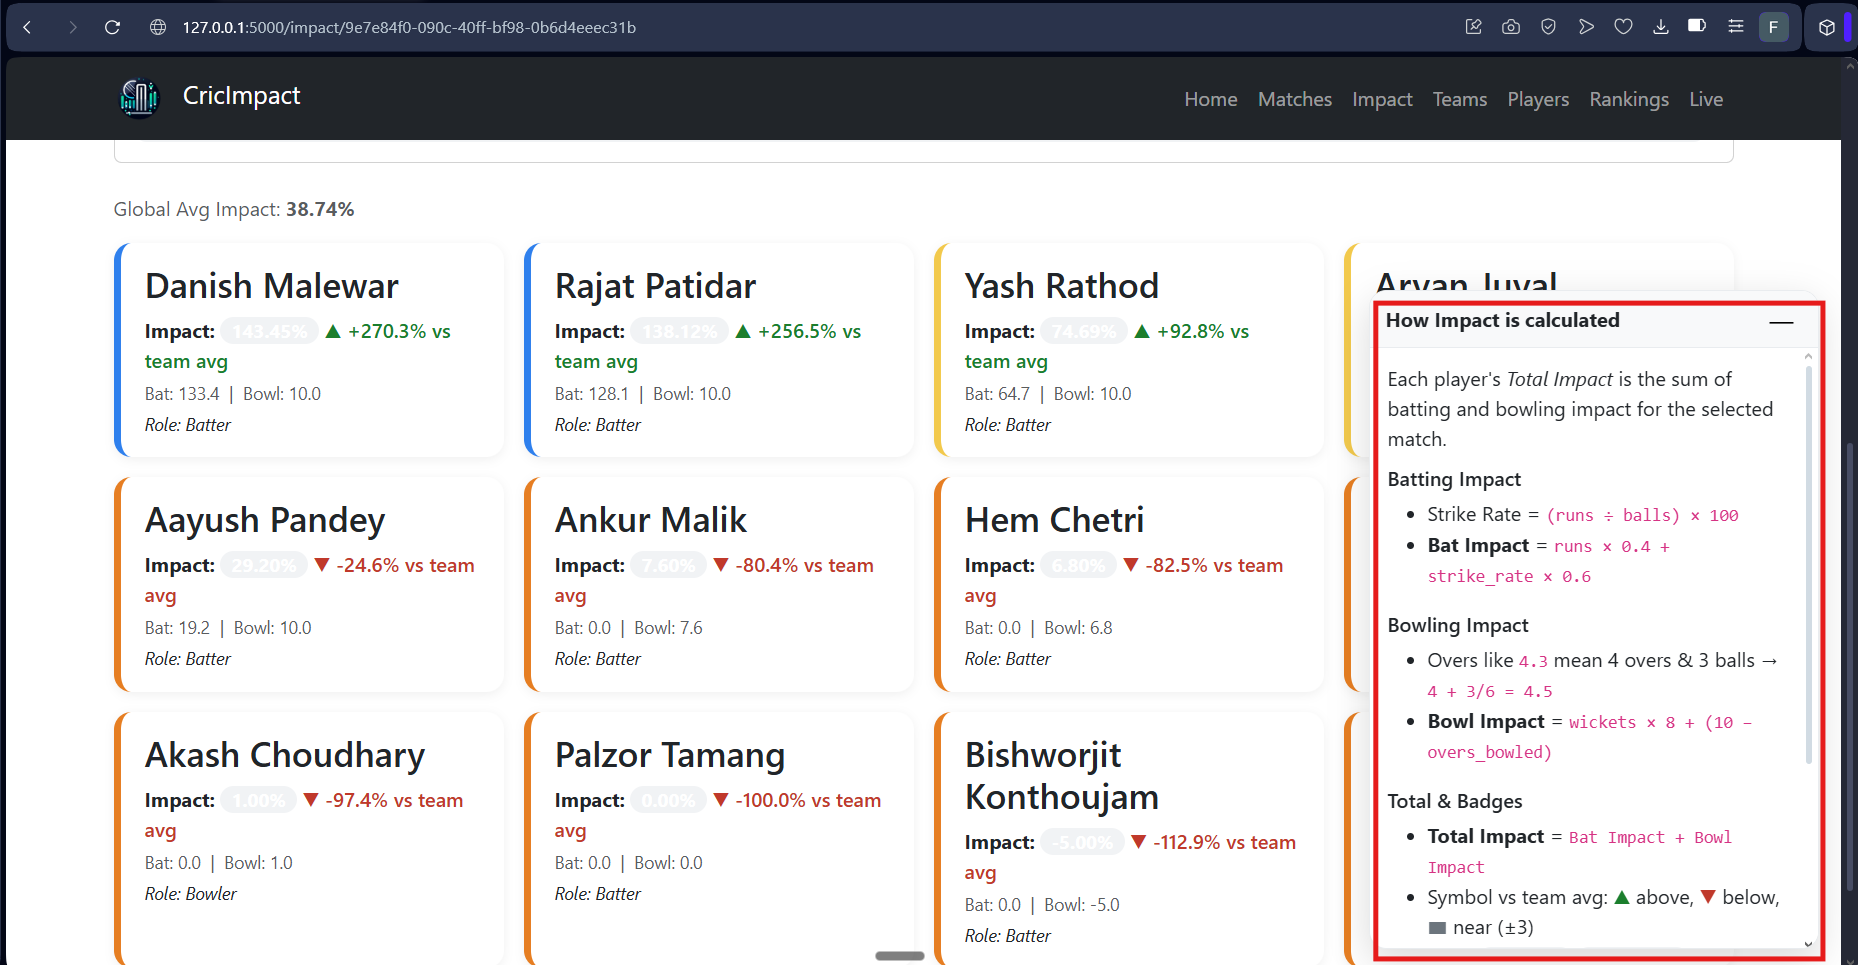 127.0.0.1:5000/impact/9e7e84f0-090c-40ff-bf98-0b6d4eeec31b
F
CricImpact
Home Matches Impact Teams Players Rankings Live
Global Avg Impact: 38.74%
Danish Malewar
Impact: 143.45% ▲ +270.3% vs
team avg
Bat: 133.4 | Bowl: 10.0
Role: Batter
Rajat Patidar
Impact: 138.12% ▲ +256.5% vs
team avg
Bat: 128.1 | Bowl: 10.0
Role: Batter
Yash Rathod
Impact: 74.69% ▲ +92.8% vs
team avg
Bat: 64.7 | Bowl: 10.0
Role: Batter
Aryan Juyal
Aayush Pandey
Impact: 29.20% ▼ -24.6% vs team
avg
Bat: 19.2 | Bowl: 10.0
Role: Batter
Ankur Malik
Impact: 7.60% ▼ -80.4% vs team
avg
Bat: 0.0 | Bowl: 7.6
Role: Batter
Hem Chetri
Impact: 6.80% ▼ -82.5% vs team
avg
Bat: 0.0 | Bowl: 6.8
Role: Batter
Akash Choudhary
Impact: 1.00% ▼ -97.4% vs team
avg
Bat: 0.0 | Bowl: 1.0
Role: Bowler
Palzor Tamang
Impact: 0.00% ▼ -100.0% vs team
avg
Bat: 0.0 | Bowl: 0.0
Role: Batter
Bishworjit
Konthoujam
Impact: -5.00% ▼ -112.9% vs team
avg
Bat: 0.0 | Bowl: -5.0
Role: Batter
How Impact is calculated
Each player's Total Impact is the sum of
batting and bowling impact for the selected
match.
Batting Impact
• Strike Rate = (runs ÷ balls) × 100
• Bat Impact = runs × 0.4 +
strike_rate × 0.6
Bowling Impact
• Overs like 4.3 mean 4 overs & 3 balls →
4 + 3/6 = 4.5
• Bowl Impact = wickets × 8 + (10 −
overs_bowled)
Total & Badges
• Total Impact = Bat Impact + Bowl
Impact
• Symbol vs team avg: ▲ above, ▼ below,
■ near (±3)